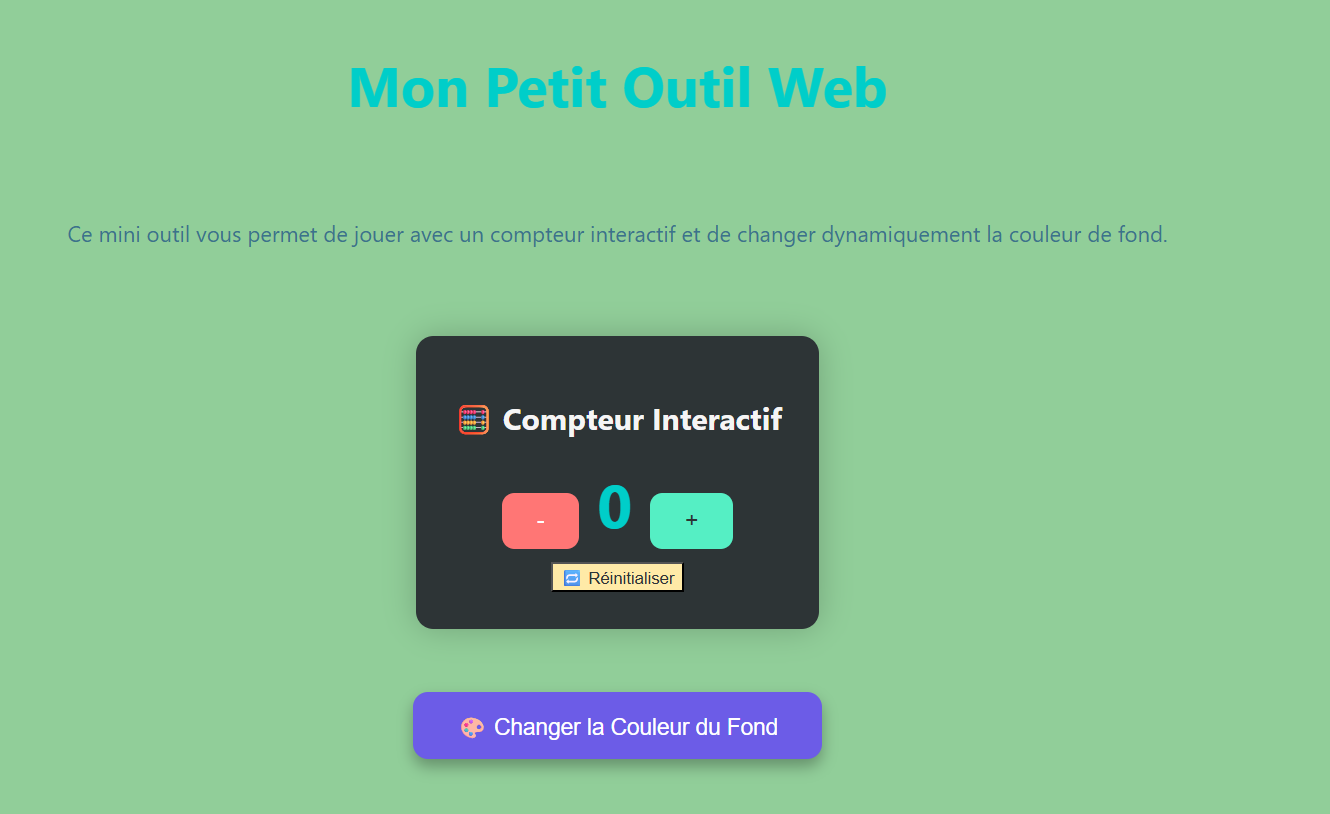 Mon Petit Outil Web
Ce mini outil vous permet de jouer avec un compteur interactif et de changer dynamiquement la couleur de fond.
🧮 Compteur Interactif
- 0 +
🔁 Réinitialiser
🎨 Changer la Couleur du Fond